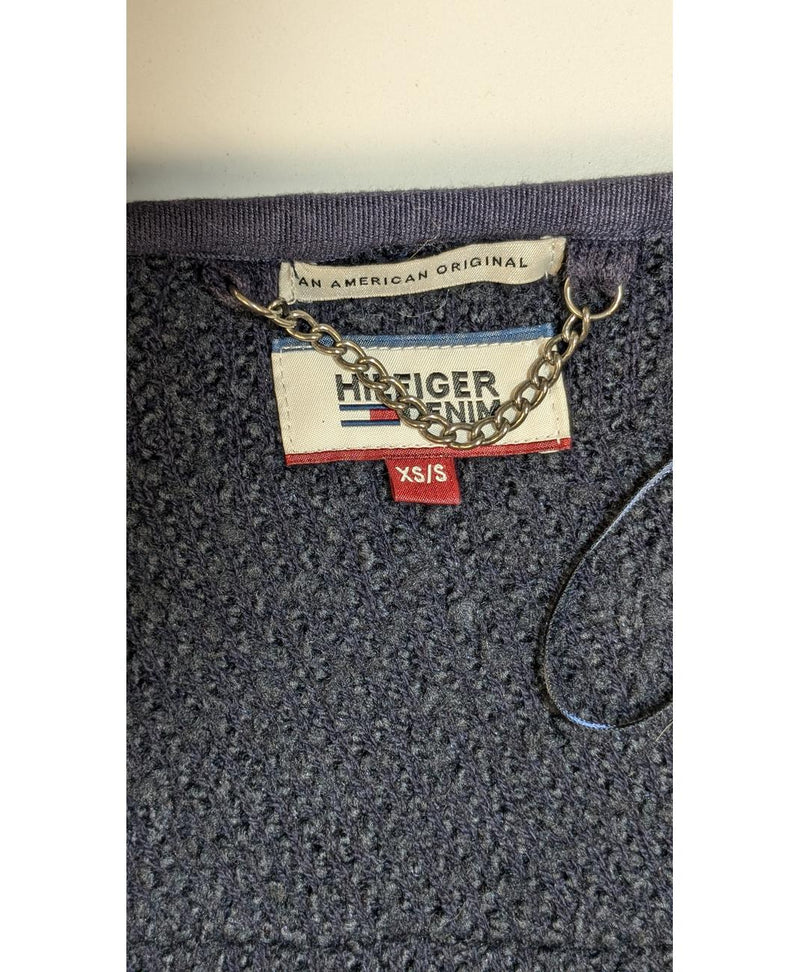 AN AMERICAN ORIGINAL
HILFIGER
DENIM
XS/S